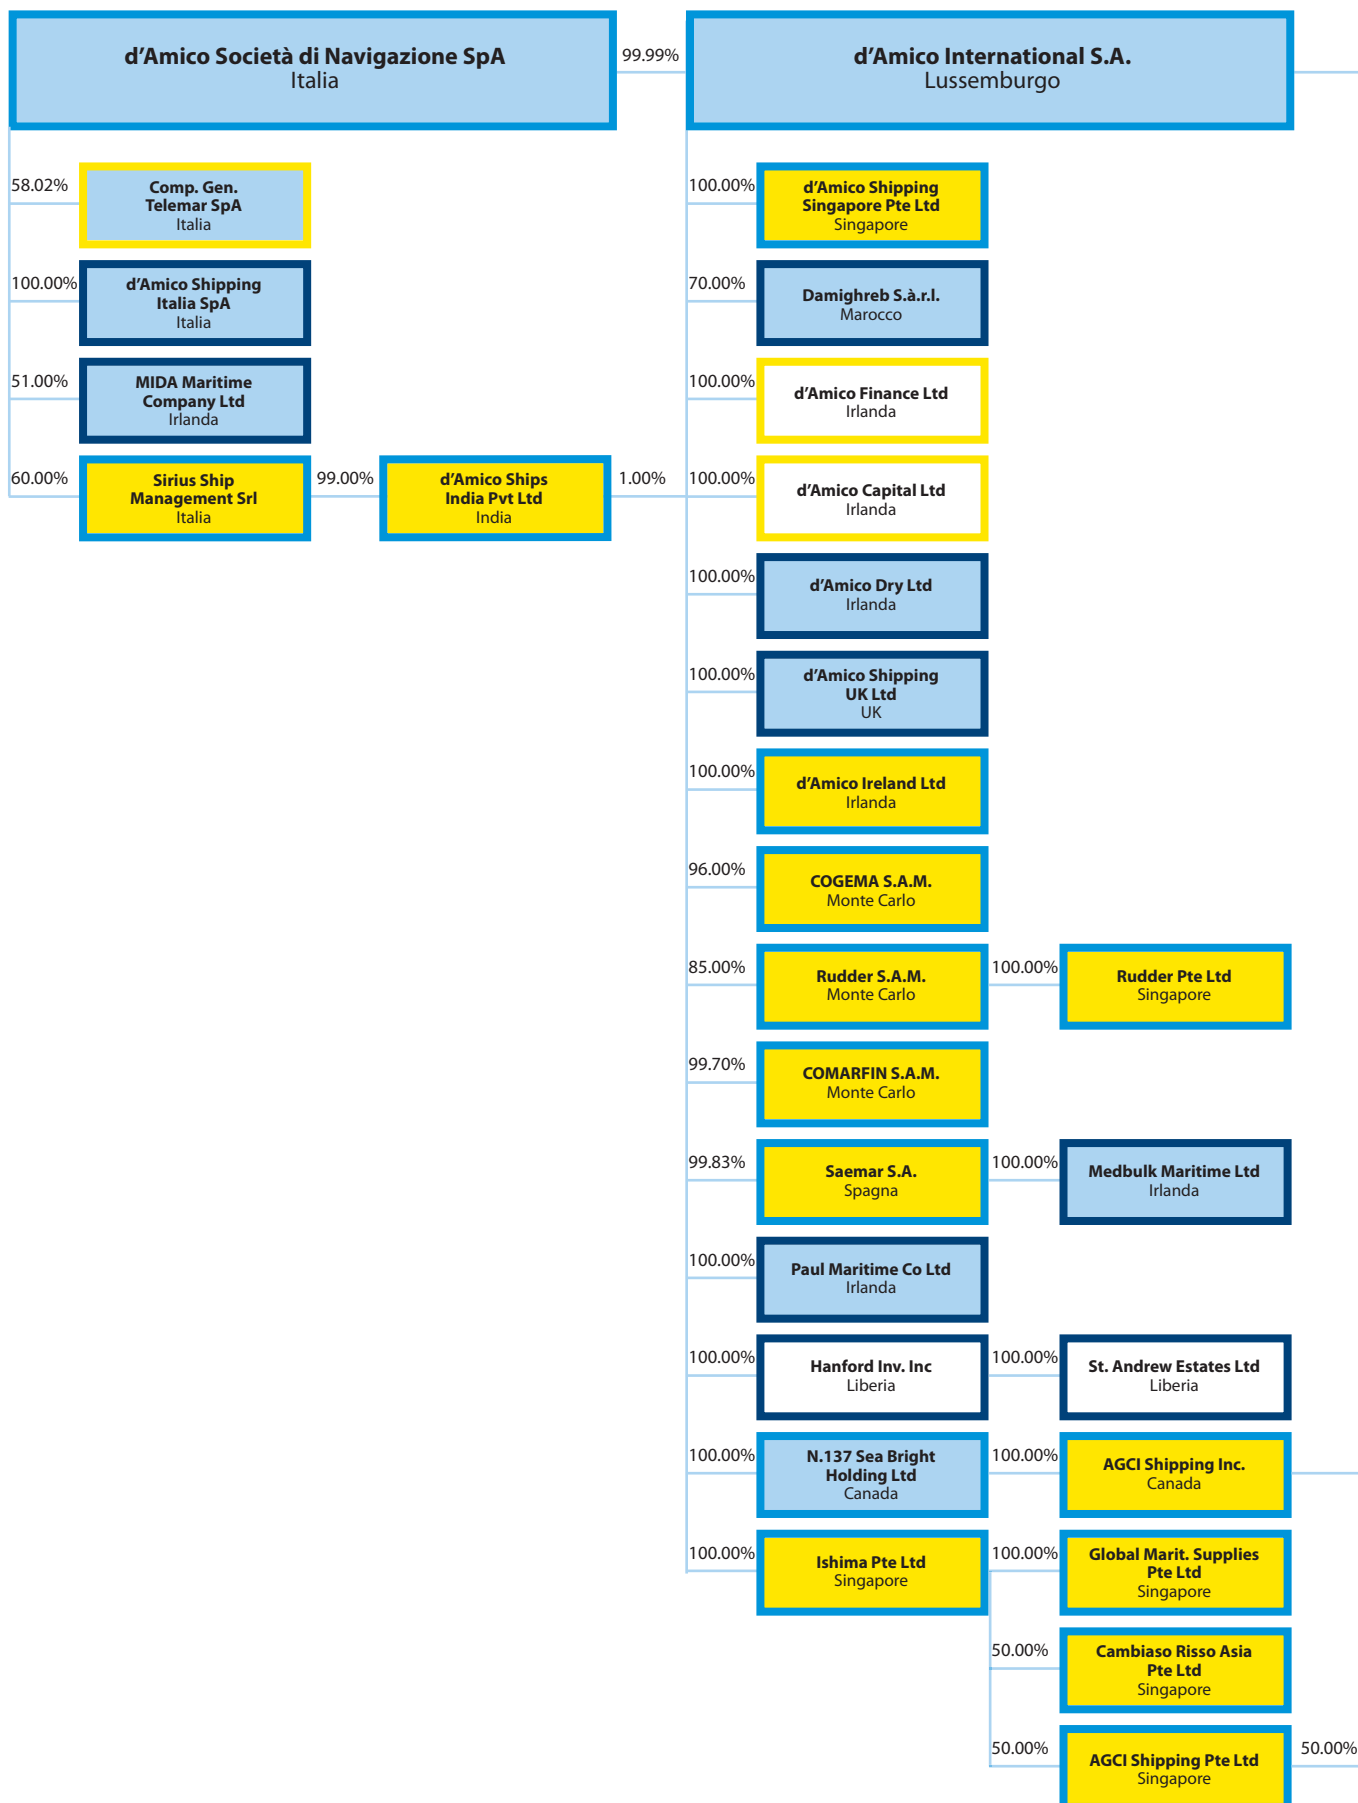 d’Amico Società di Navigazione SpA
Italia
99.99%
d’Amico International S.A.
Lussemburgo
58.02%
Comp. Gen.
Telemar SpA
Italia
100.00%
d’Amico Shipping
Italia SpA
Italia
51.00%
MIDA Maritime
Company Ltd
Irlanda
60.00%
Sirius Ship
Management Srl
Italia
99.00%
d’Amico Ships
India Pvt Ltd
India
1.00%
100.00%
d’Amico Shipping
Singapore Pte Ltd
Singapore
70.00%
Damighreb S.à.r.l.
Marocco
100.00%
d’Amico Finance Ltd
Irlanda
100.00%
d’Amico Capital Ltd
Irlanda
100.00%
d’Amico Dry Ltd
Irlanda
100.00%
d’Amico Shipping
UK Ltd
UK
100.00%
d’Amico Ireland Ltd
Irlanda
96.00%
COGEMA S.A.M.
Monte Carlo
85.00%
Rudder S.A.M.
Monte Carlo
100.00%
Rudder Pte Ltd
Singapore
99.70%
COMARFIN S.A.M.
Monte Carlo
99.83%
Saemar S.A.
Spagna
100.00%
Medbulk Maritime Ltd
Irlanda
100.00%
Paul Maritime Co Ltd
Irlanda
100.00%
Hanford Inv. Inc
Liberia
100.00%
St. Andrew Estates Ltd
Liberia
100.00%
N.137 Sea Bright
Holding Ltd
Canada
100.00%
AGCI Shipping Inc.
Canada
100.00%
Ishima Pte Ltd
Singapore
100.00%
Global Marit. Supplies
Pte Ltd
Singapore
50.00%
Cambiaso Risso Asia
Pte Ltd
Singapore
50.00%
AGCI Shipping Pte Ltd
Singapore
50.00%